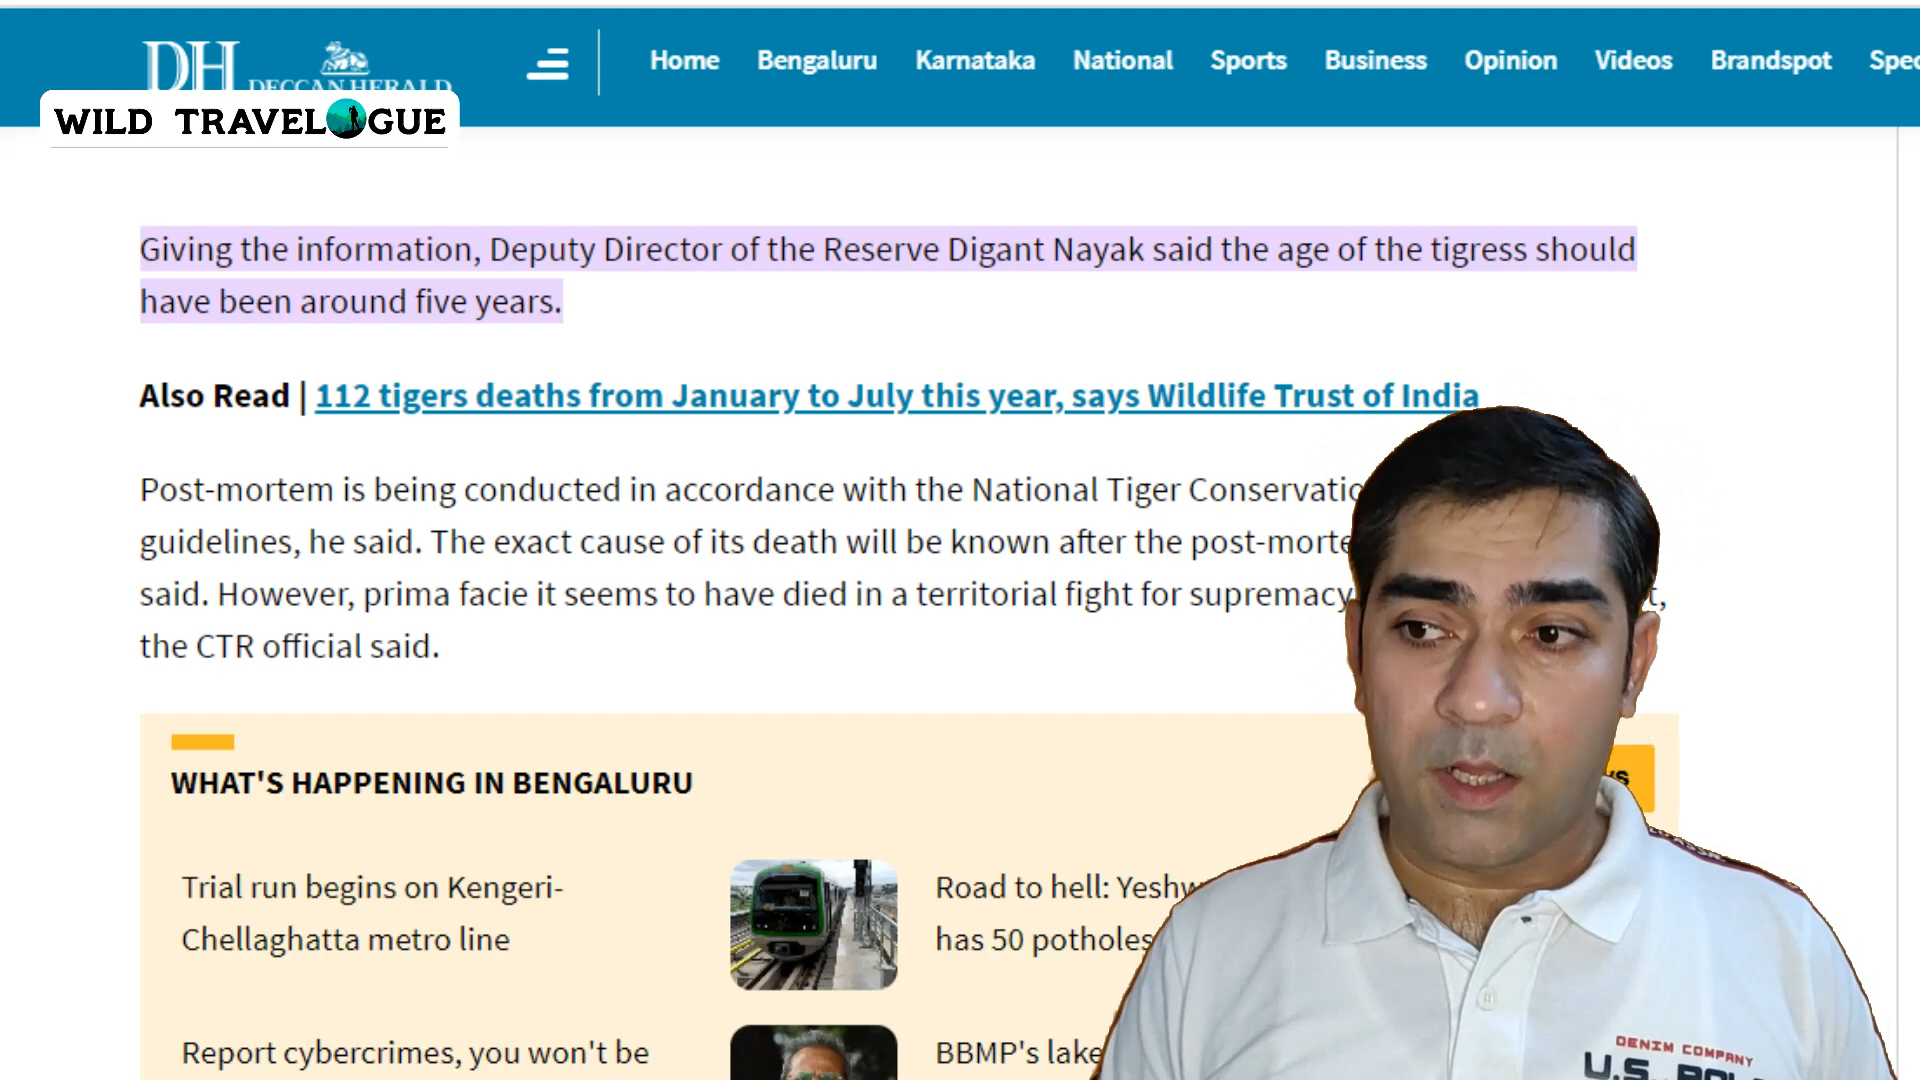 DH DECCAN HERALD
Home Bengaluru Karnataka National Sports Business Opinion Videos Brandspot
WILD TRAVELOGUE
Giving the information, Deputy Director of the Reserve Digant Nayak said the age of the tigress should
have been around five years.
Also Read | 112 tigers deaths from January to July this year, says Wildlife Trust of India
Post-mortem is being conducted in accordance with the National Tiger
guidelines, he said. The exact cause of its death will be known after the
said. However, prima facie it seems to have died in a territorial fight for supremacy
the CTR official said.
WHAT'S HAPPENING IN BENGALURU
Trial run begins on Kengeri-
Chellaghatta metro line
Road to hell:
has 50 potholes
Report cybercrimes, you won't be
BBMP's lake
DENIM COMPANY
U.S.